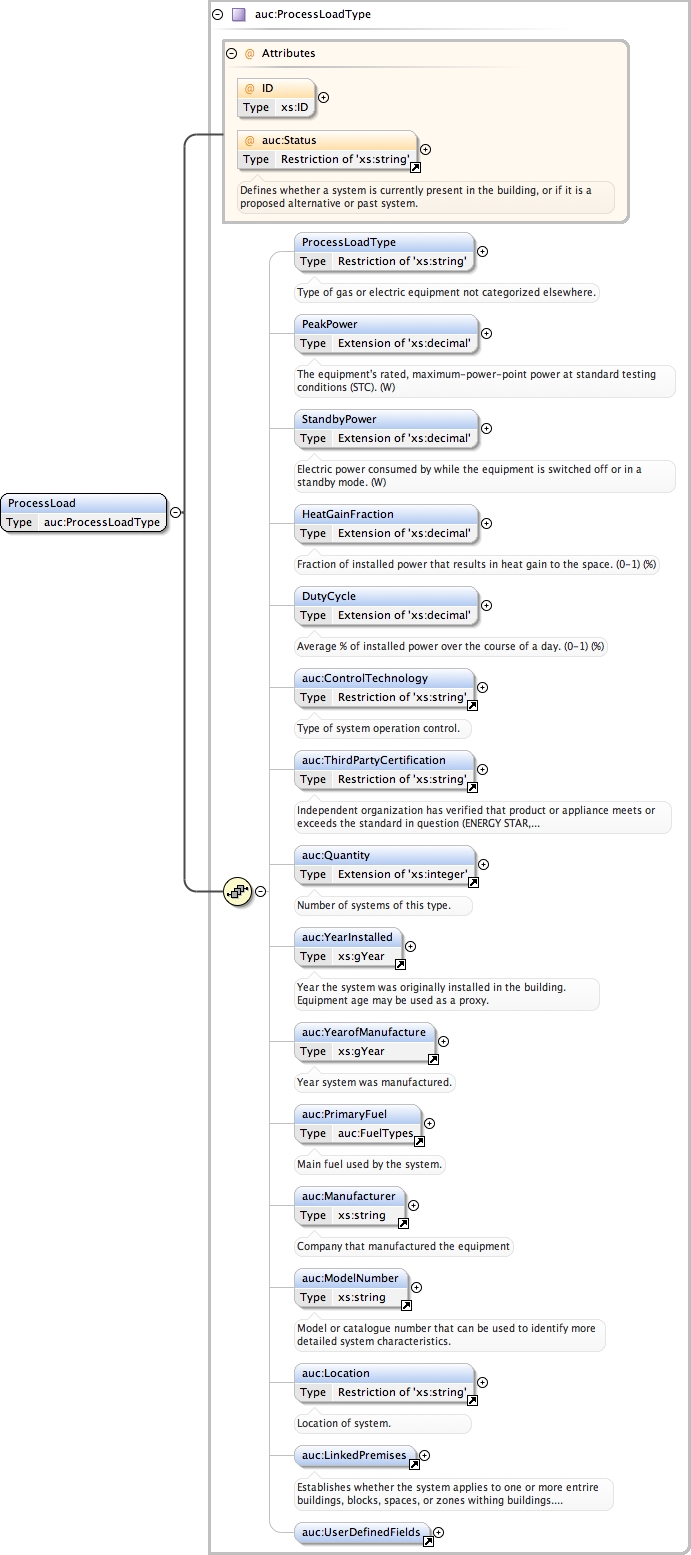 auc:ProcessLoadType
@ Attributes
@ ID
Type xs:ID
@ auc:Status
Type Restriction of 'xs:string'
Defines whether a system is currently present in the building, or if it is a
proposed alternative or past system.
ProcessLoadType
Type Restriction of 'xs:string'
Type of gas or electric equipment not categorized elsewhere.
PeakPower
Type Extension of 'xs:decimal'
The equipment's rated, maximum-power-point power at standard testing
conditions (STC). (W)
StandbyPower
Type Extension of 'xs:decimal'
Electric power consumed by while the equipment is switched off or in a
standby mode. (W)
ProcessLoad
Type auc:ProcessLoadType
HeatGainFraction
Type Extension of 'xs:decimal'
Fraction of installed power that results in heat gain to the space. (0-1) (%)
DutyCycle
Type Extension of 'xs:decimal'
Average % of installed power over the course of a day. (0-1) (%)
auc:ControlTechnology
Type Restriction of 'xs:string'
Type of system operation control.
auc:ThirdPartyCertification
Type Restriction of 'xs:string'
Independent organization has verified that product or appliance meets or
exceeds the standard in question (ENERGY STAR,...
auc:Quantity
Type Extension of 'xs:integer'
Number of systems of this type.
auc:YearInstalled
Type xs:gYear
Year the system was originally installed in the building.
Equipment age may be used as a proxy.
auc:YearofManufacture
Type xs:gYear
Year system was manufactured.
auc:PrimaryFuel
Type auc:FuelTypes
Main fuel used by the system.
auc:Manufacturer
Type xs:string
Company that manufactured the equipment
auc:ModelNumber
Type xs:string
Model or catalogue number that can be used to identify more
detailed system characteristics.
auc:Location
Type Restriction of 'xs:string'
Location of system.
auc:LinkedPremises
Establishes whether the system applies to one or more entrire
buildings, blocks, spaces, or zones withing buildings....
auc:UserDefinedFields